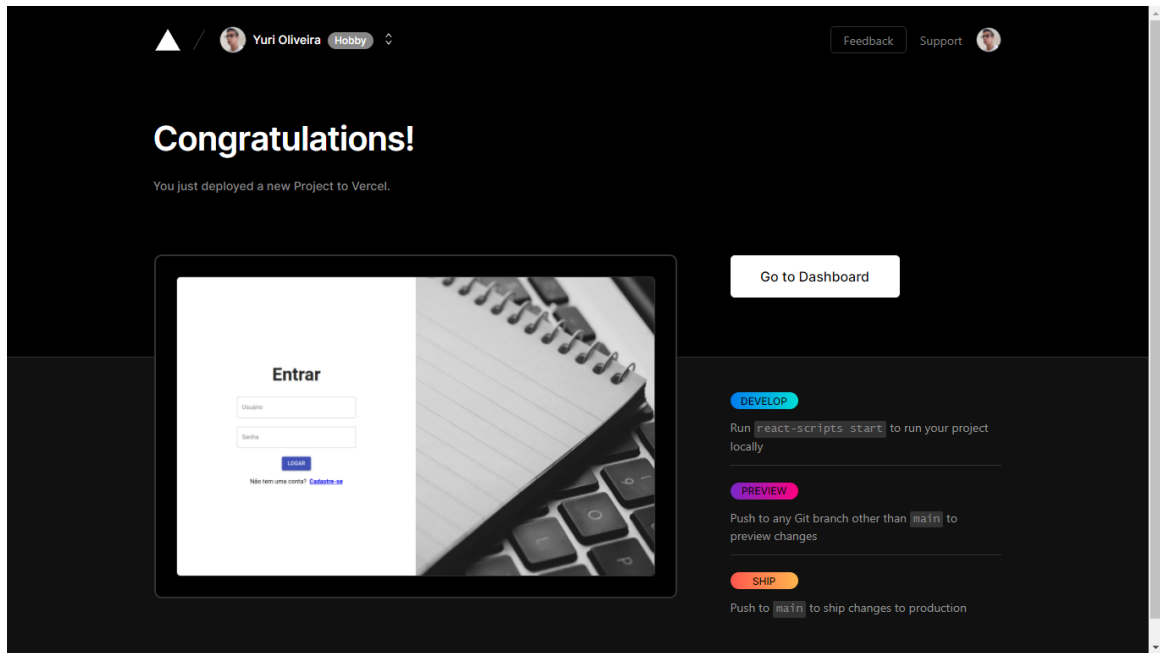 Yuri Oliveira Hobby
Feedback Support
Congratulations!
You just deployed a new Project to Vercel.
Go to Dashboard
Entrar
Usuário
Senha
LOGAR
Não tem uma conta? Cadastre-se
DEVELOP
Run react-scripts start to run your project
locally
PREVIEW
Push to any Git branch other than main to
preview changes
SHIP
Push to main to ship changes to production